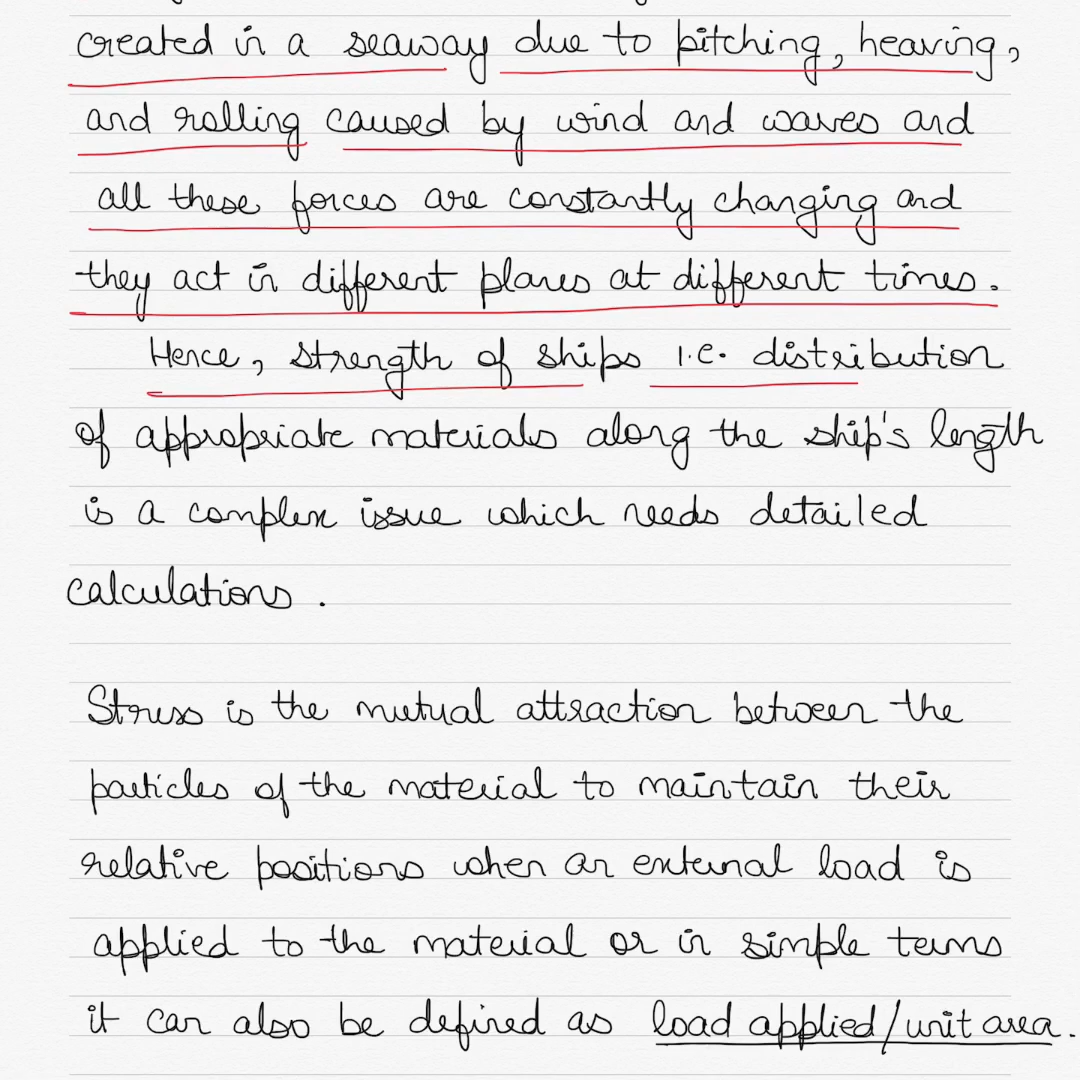 created in a seaway due to pitching, heaving,
and rolling caused by wind and waves and
all these forces are constantly changing and
they act in different planes at different times.
Hence, strength of ships i.e. distribution
of appropriate materials along the ship's length
is a complex issue which needs detailed
calculations.
Stress is the mutual attraction between the
particles of the material to maintain their
relative positions when an external load is
applied to the material or in simple terms
it can also be defined as load applied/unit area.